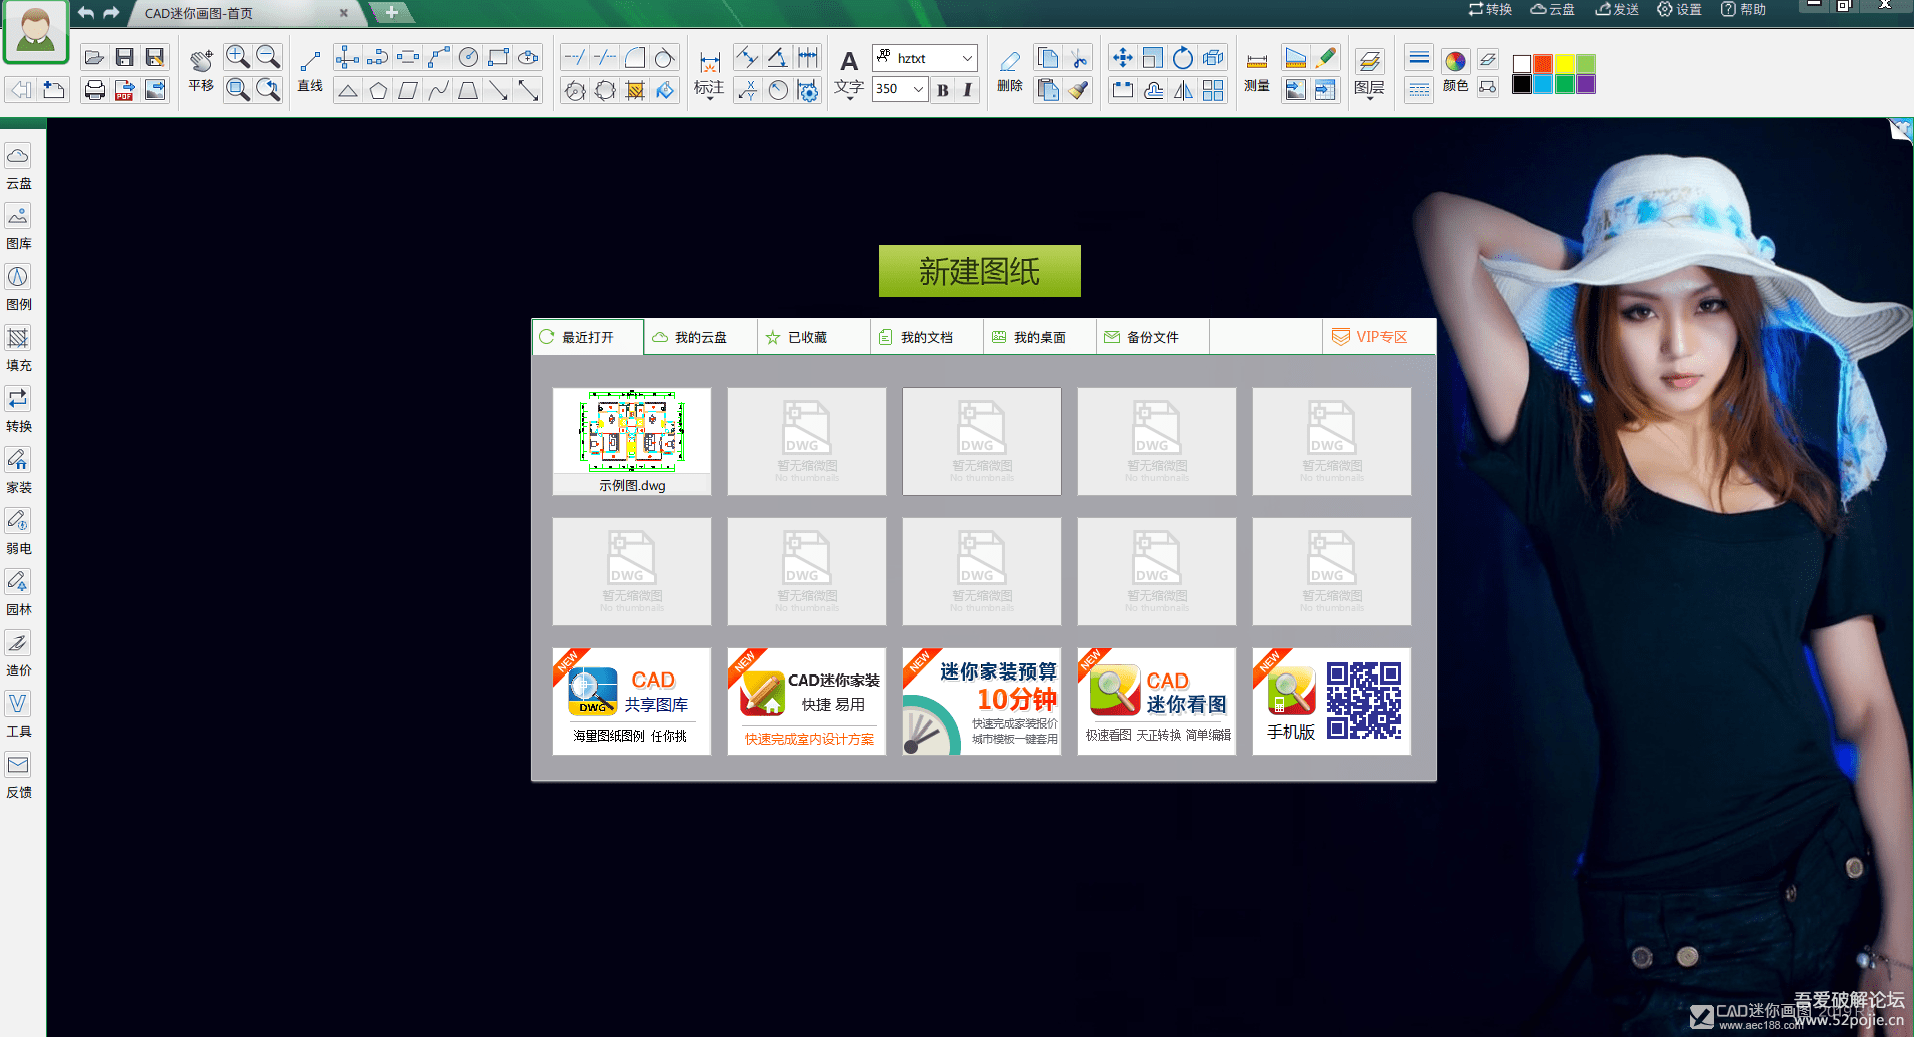 CAD迷你画图-首页
转换 云盘 发送 设置 帮助
平移 直线 标注 文字 hztxt 350 B I 删除 测量 图层 颜色
PDF
云盘
图库
图例
填充
转换
家装
弱电
园林
造价
工具
反馈
新建图纸
最近打开 我的云盘 已收藏 我的文档 我的桌面 备份文件 VIP专区
示例图.dwg
DWG DWG DWG DWG
暂无缩微图 暂无缩微图 暂无缩微图 暂无缩微图
No thumbnails No thumbnails No thumbnails No thumbnails
DWG DWG DWG DWG DWG
暂无缩微图 暂无缩微图 暂无缩微图 暂无缩微图 暂无缩微图
No thumbnails No thumbnails No thumbnails No thumbnails No thumbnails
NEW
CAD
共享图库
DWG
海量图纸图例 任你挑
NEW
CAD迷你家装
快捷 易用
快速完成室内设计方案
NEW
迷你家装预算
10分钟
快速完成家装报价
城市模板一键套用
NEW
CAD
迷你看图
极速看图 天正转换 简单编辑
NEW
手机版
吾爱破解论坛
CAD迷你画图 2019
www.aec188.com
www.52pojie.cn